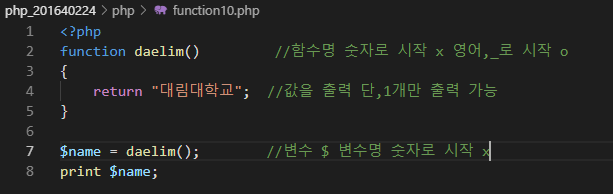 php_201640224 > php > function10.php
1 <?php
2 function daelim() //함수명 숫자로 시작 x 영어,_로 시작 o
3 {
4 return "대림대학교"; //값을 출력 단,1개만 출력 가능
5 }
6
7 $name = daelim(); //변수 $ 변수명 숫자로 시작 x
8 print $name;